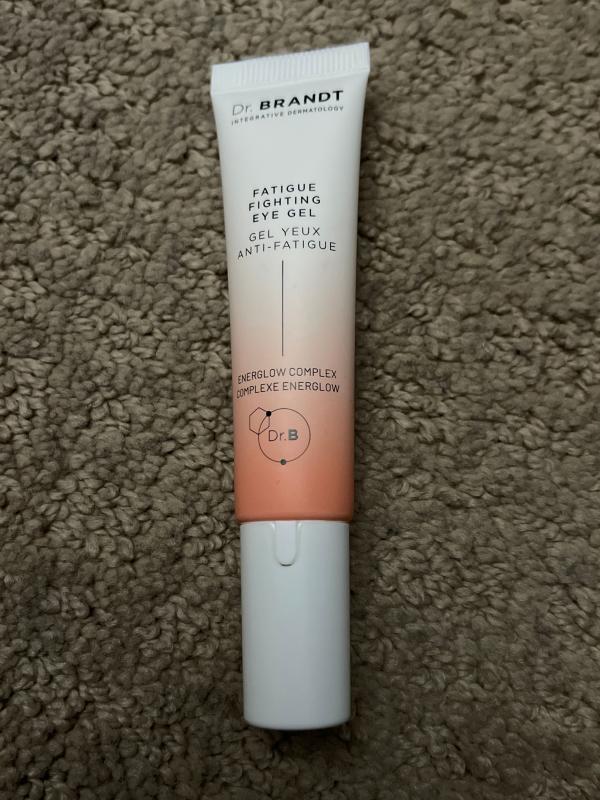 Dr. BRANDT
INTEGRATIVE DERMATOLOGY
FATIGUE
FIGHTING
EYE GEL
GEL YEUX
ANTI-FATIGUE
ENERGLOW COMPLEX
COMPLEXE ENERGLOW
Dr.B